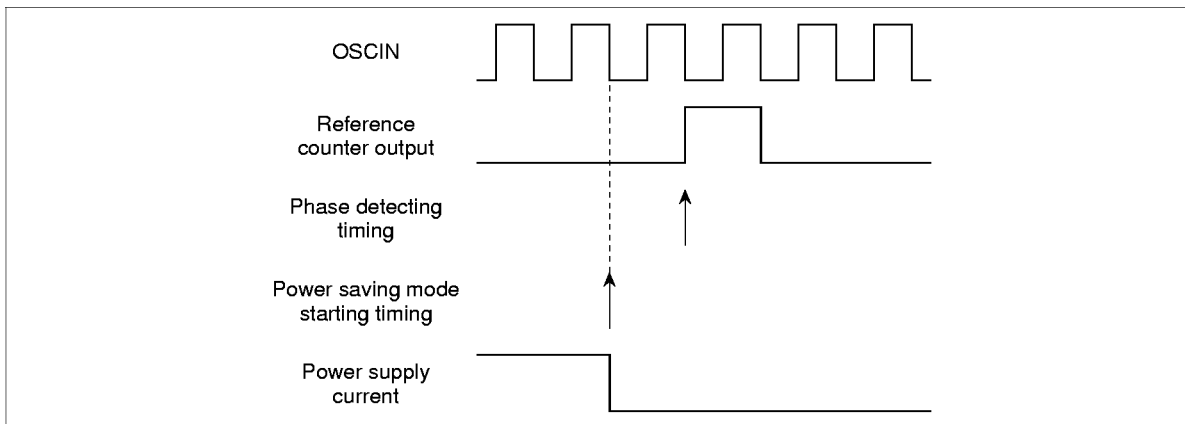 OSCIN
Reference
counter output
Phase detecting
timing
Power saving mode
starting timing
Power supply
current